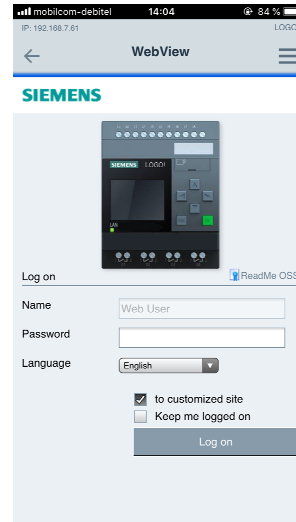 mobilcom-debitel 14:04 84 %
IP: 192.168.7.61 LOGO
WebView
SIEMENS
SIEMENS LOGO!
LAN
Log on ReadMe OSS
Name Web User
Password
Language English
to customized site
Keep me logged on
Log on